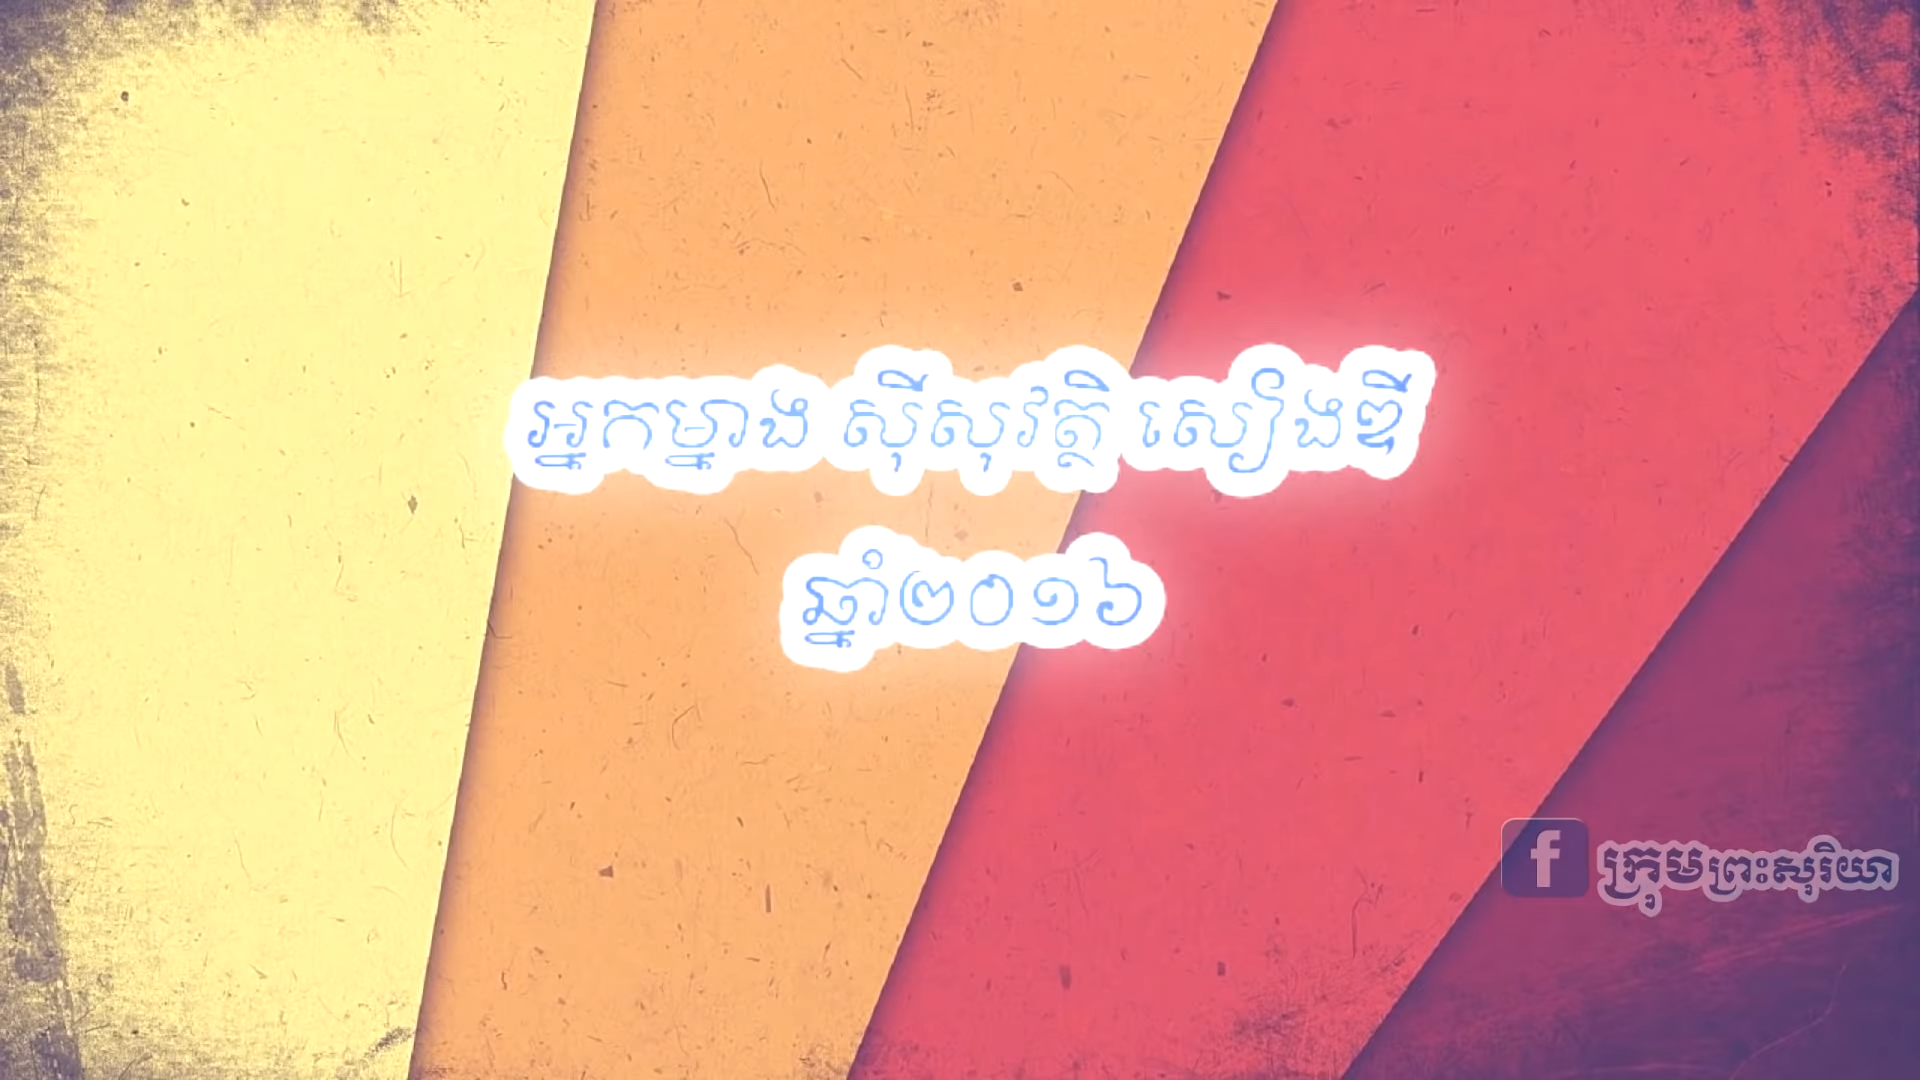 អ្នកម្នាង ស៊ីសុវត្ថិ សៀងឌី
ឆ្នាំ២០១៦
f ក្រុមព្រះសុរិយា